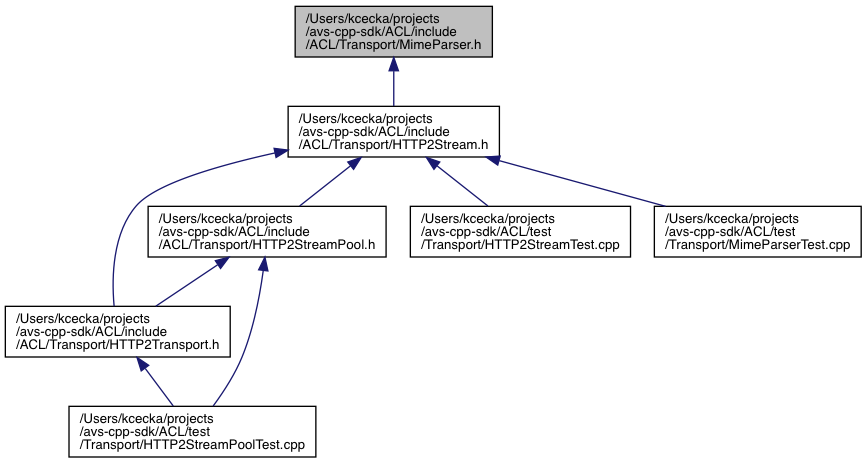 /Users/kcecka/projects
/avs-cpp-sdk/ACL/include
/ACL/Transport/MimeParser.h
/Users/kcecka/projects
/avs-cpp-sdk/ACL/include
/ACL/Transport/HTTP2Stream.h
/Users/kcecka/projects
/avs-cpp-sdk/ACL/include
/ACL/Transport/HTTP2StreamPool.h
/Users/kcecka/projects
/avs-cpp-sdk/ACL/test
/Transport/HTTP2StreamTest.cpp
/Users/kcecka/projects
/avs-cpp-sdk/ACL/test
/Transport/MimeParserTest.cpp
/Users/kcecka/projects
/avs-cpp-sdk/ACL/include
/ACL/Transport/HTTP2Transport.h
/Users/kcecka/projects
/avs-cpp-sdk/ACL/test
/Transport/HTTP2StreamPoolTest.cpp